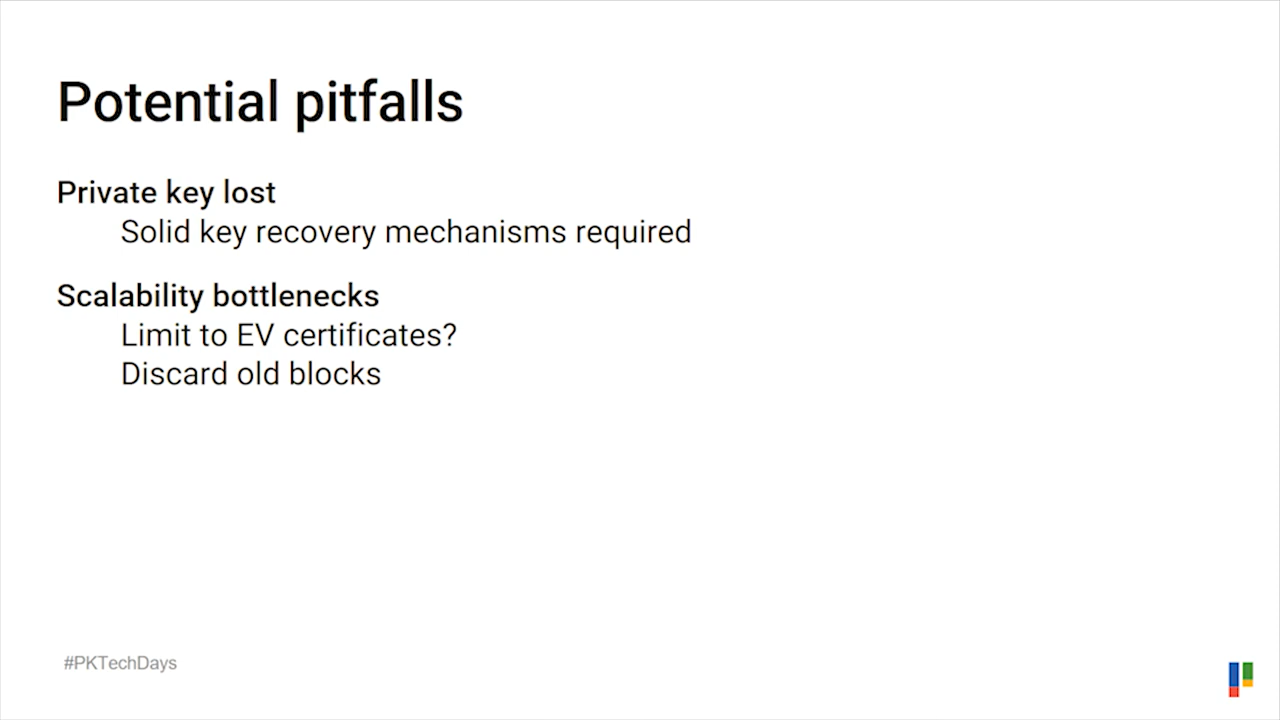 Potential pitfalls
Private key lost
Solid key recovery mechanisms required
Scalability bottlenecks
Limit to EV certificates?
Discard old blocks
#PKTechDays